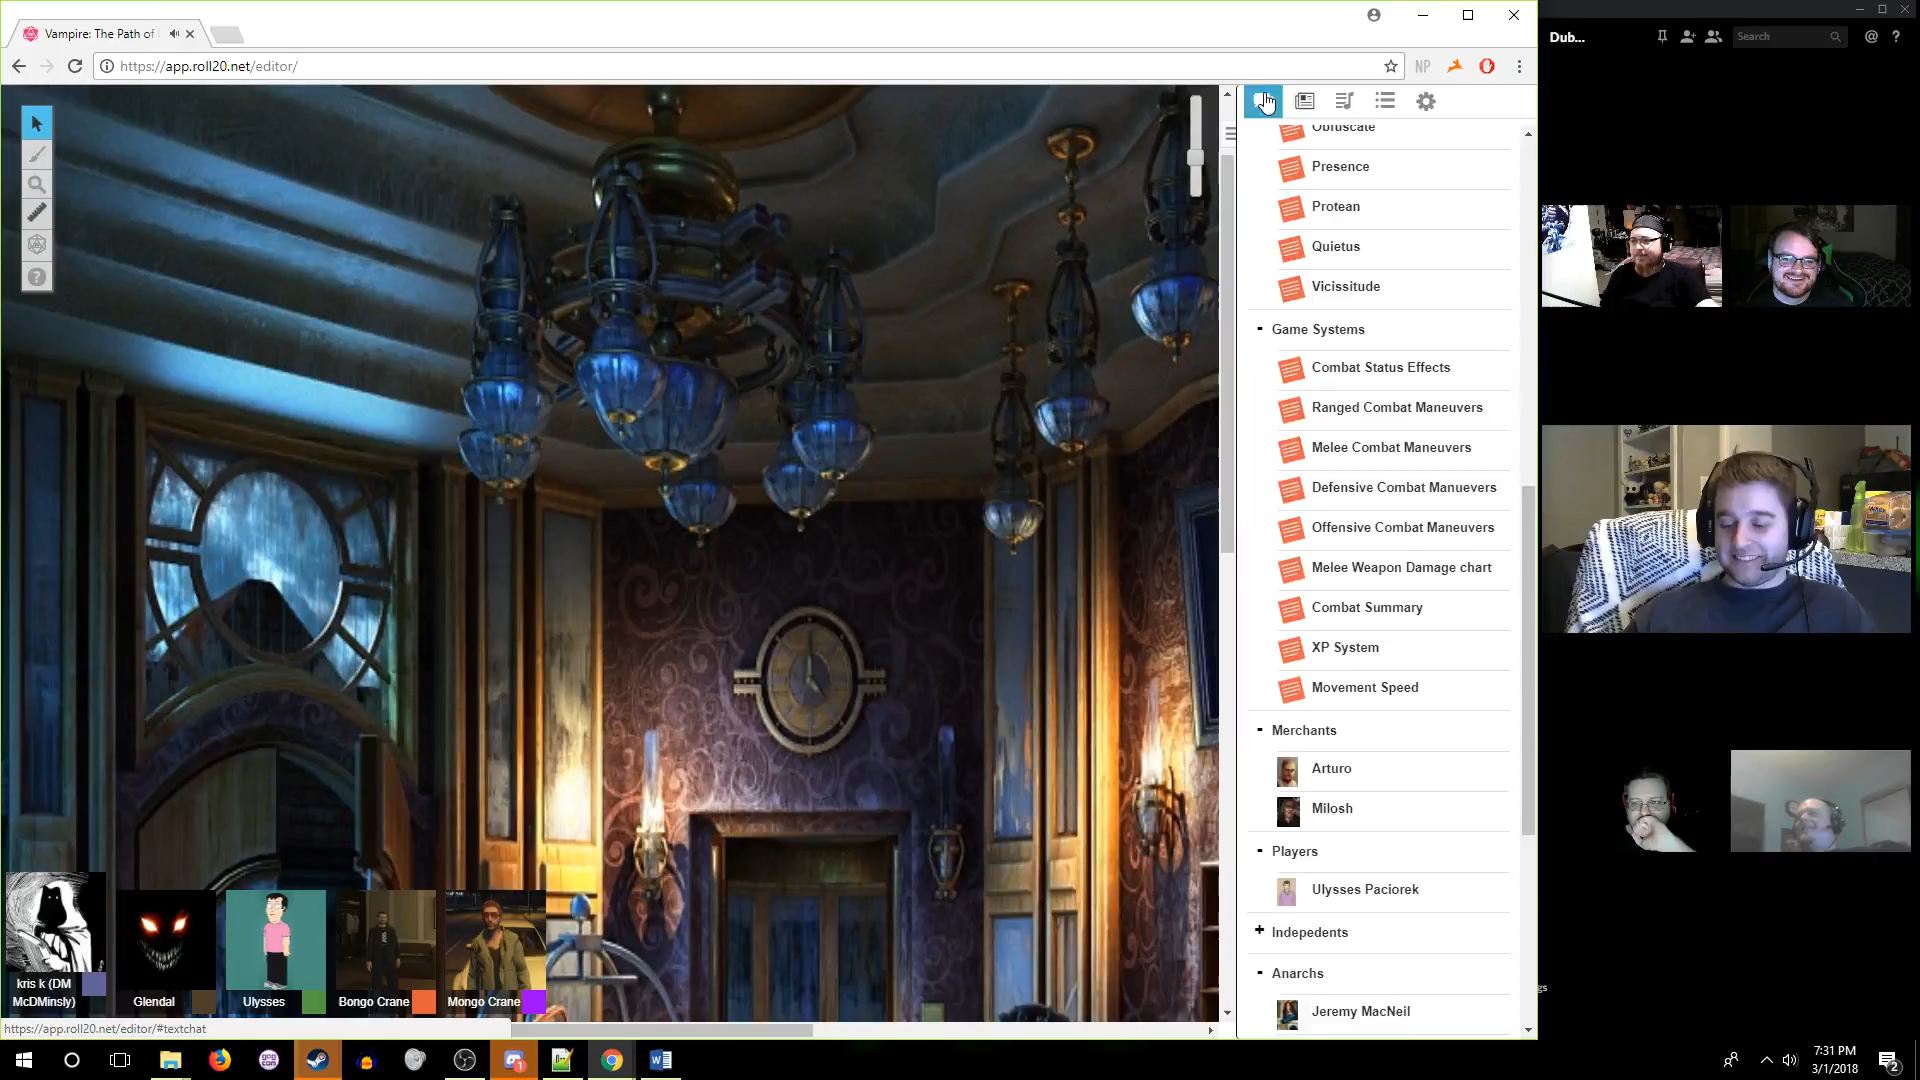 Vampire: The Path of
https://app.roll20.net/editor/
NP
Dub...
Search
Obfuscate
Presence
Protean
Quietus
Vicissitude
Game Systems
Combat Status Effects
Ranged Combat Maneuvers
Melee Combat Maneuvers
Defensive Combat Manuevers
Offensive Combat Maneuvers
Melee Weapon Damage chart
Combat Summary
XP System
Movement Speed
Merchants
Arturo
Milosh
Players
Ulysses Paciorek
Indepedents
Anarchs
Jeremy MacNeil
gs
kris k (DM
McDMinsly)
Glendal
Ulysses
Bongo Crane
Mongo Crane
https://app.roll20.net/editor/#textchat
7:31 PM
3/1/2018
2
1